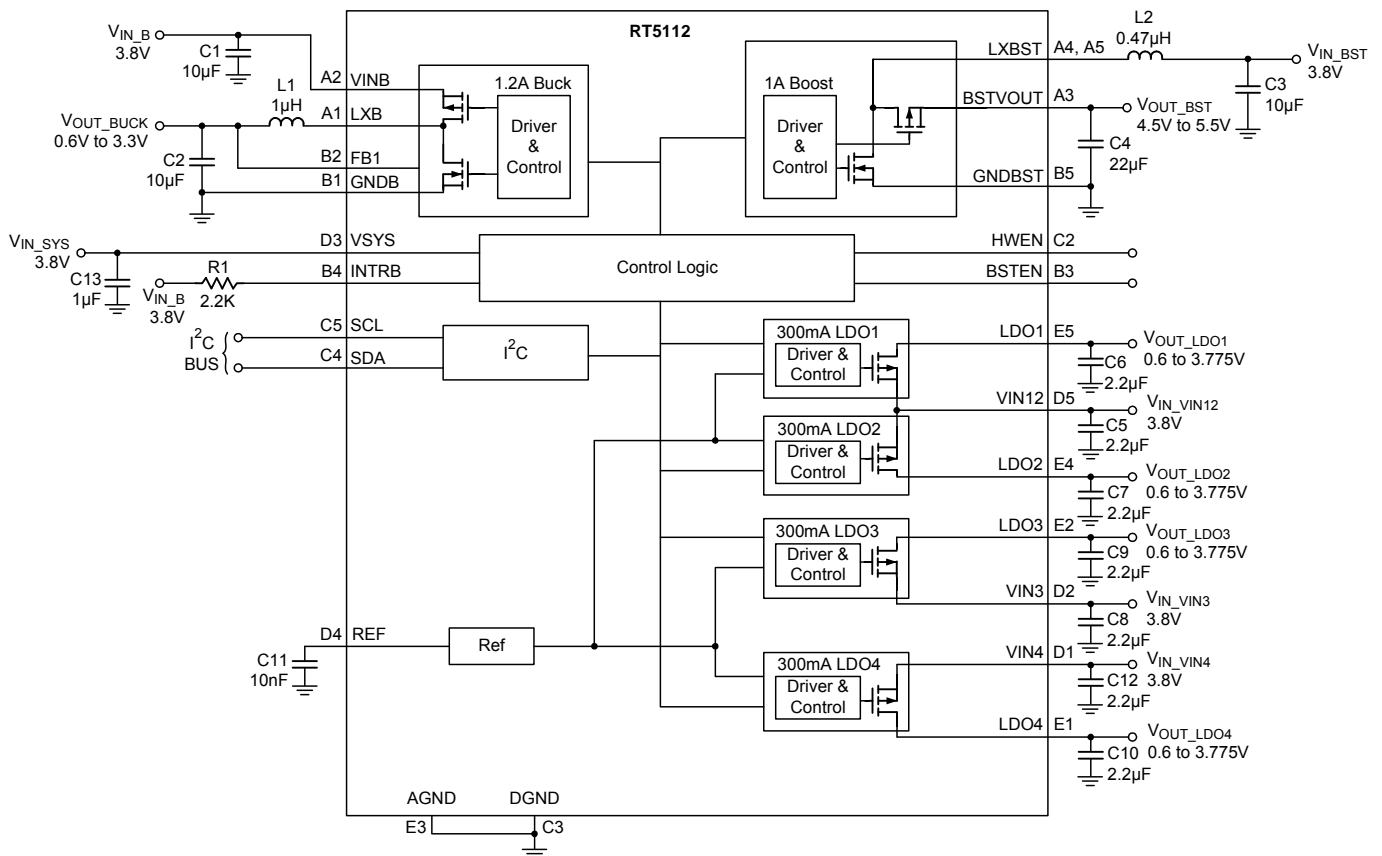 RT5112
VIN_B
3.8V
C1
10µF
A2 VINB
L1
1µH
A1 LXB
VOUT_BUCK
0.6V to 3.3V
C2
10µF
B2 FB1
B1 GNDB
1.2A Buck
Driver
&
Control
1A Boost
Driver
&
Control
LXBST A4, A5
L2
0.47µH
VIN_BST
3.8V
C3
10µF
BSTVOUT A3
VOUT_BST
4.5V to 5.5V
C4
22µF
GNDBST B5
VIN_SYS
3.8V
C13
1µF
D3 VSYS
R1
2.2K
VIN_B
3.8V
B4 INTRB
Control Logic
HWEN C2
BSTEN B3
I²C
BUS
C5 SCL
C4 SDA
I²C
300mA LDO1
Driver &
Control
LDO1 E5
VOUT_LDO1
0.6 to 3.775V
C6
2.2µF
VIN12 D5
VIN_VIN12
3.8V
C5
2.2µF
300mA LDO2
Driver &
Control
LDO2 E4
VOUT_LDO2
0.6 to 3.775V
C7
2.2µF
300mA LDO3
Driver &
Control
LDO3 E2
VOUT_LDO3
0.6 to 3.775V
C9
2.2µF
VIN3 D2
VIN_VIN3
3.8V
C8
2.2µF
D4 REF
C11
10nF
Ref
300mA LDO4
Driver &
Control
VIN4 D1
VIN_VIN4
3.8V
C12
2.2µF
LDO4 E1
VOUT_LDO4
0.6 to 3.775V
C10
2.2µF
AGND DGND
E3 C3